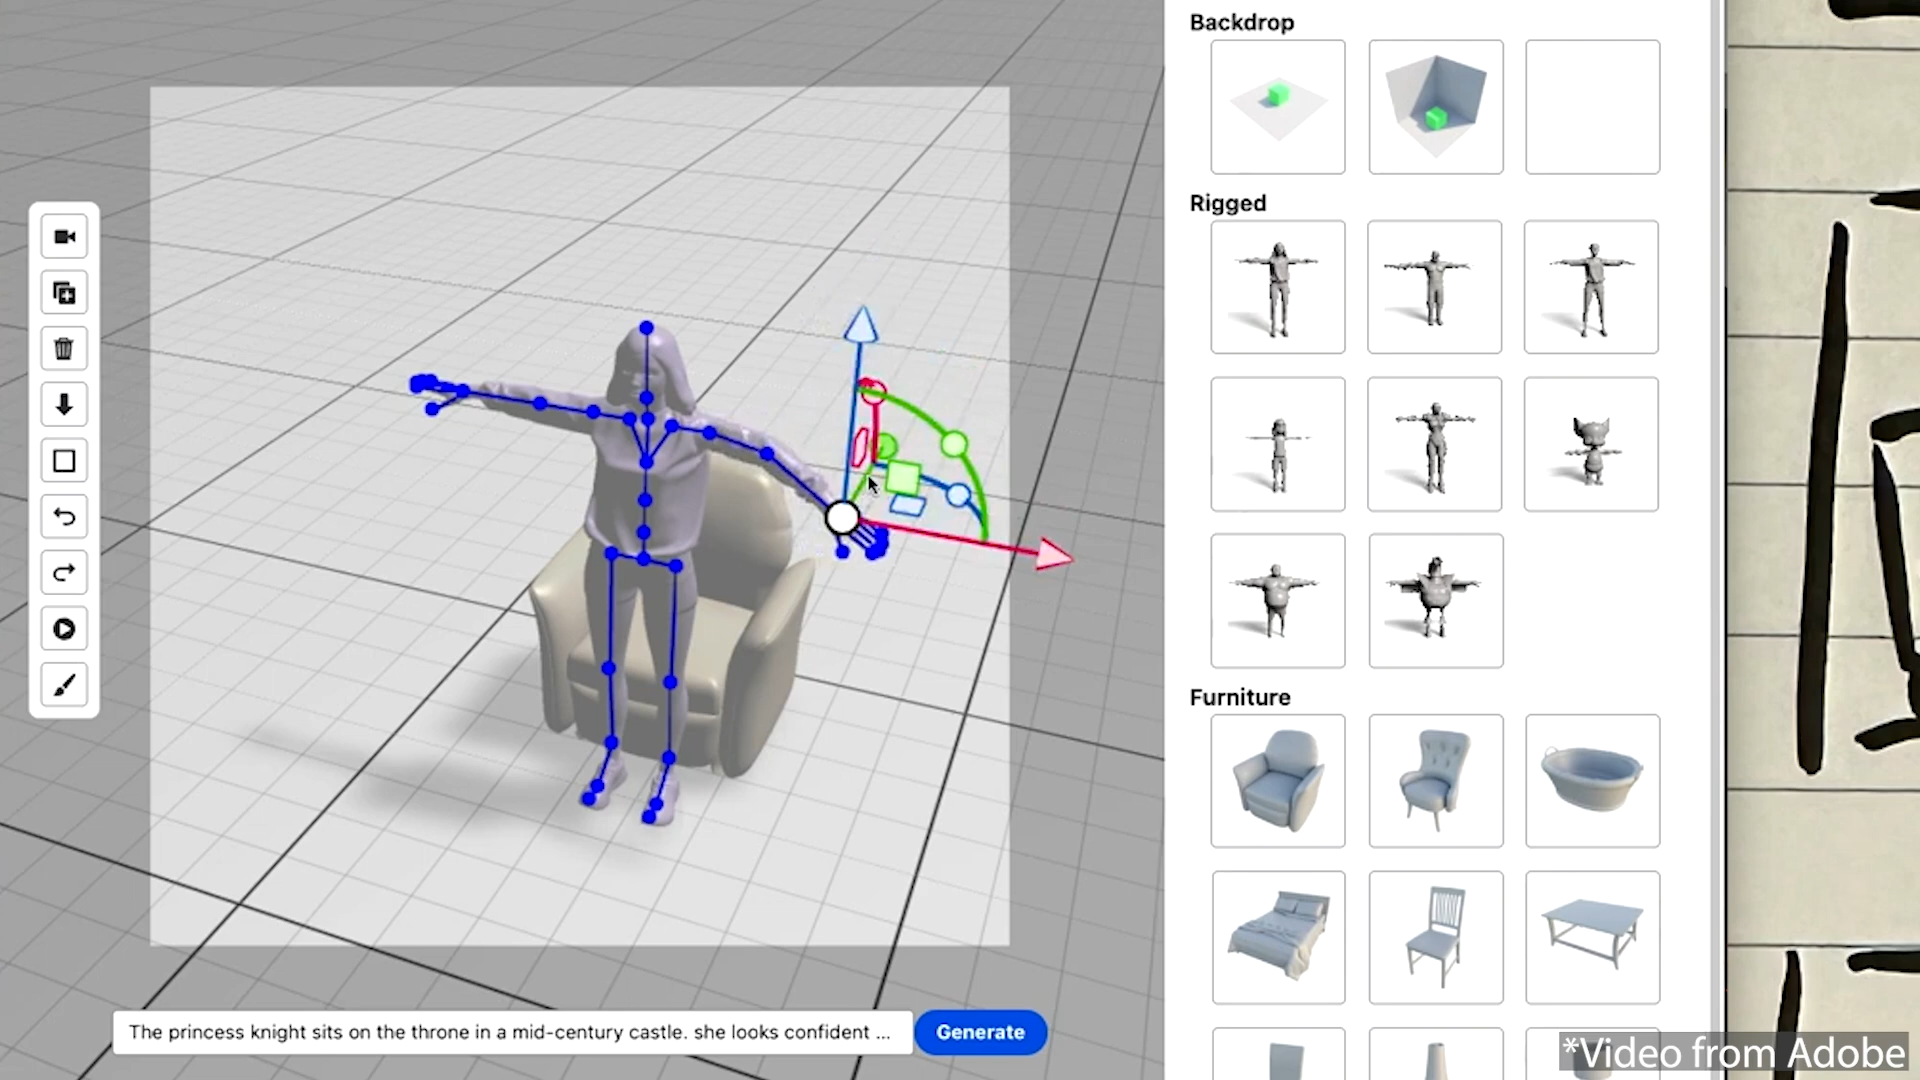 Backdrop
Rigged
Furniture
The princess knight sits on the throne in a mid-century castle. she looks confident ...
Generate
*Video from Adobe